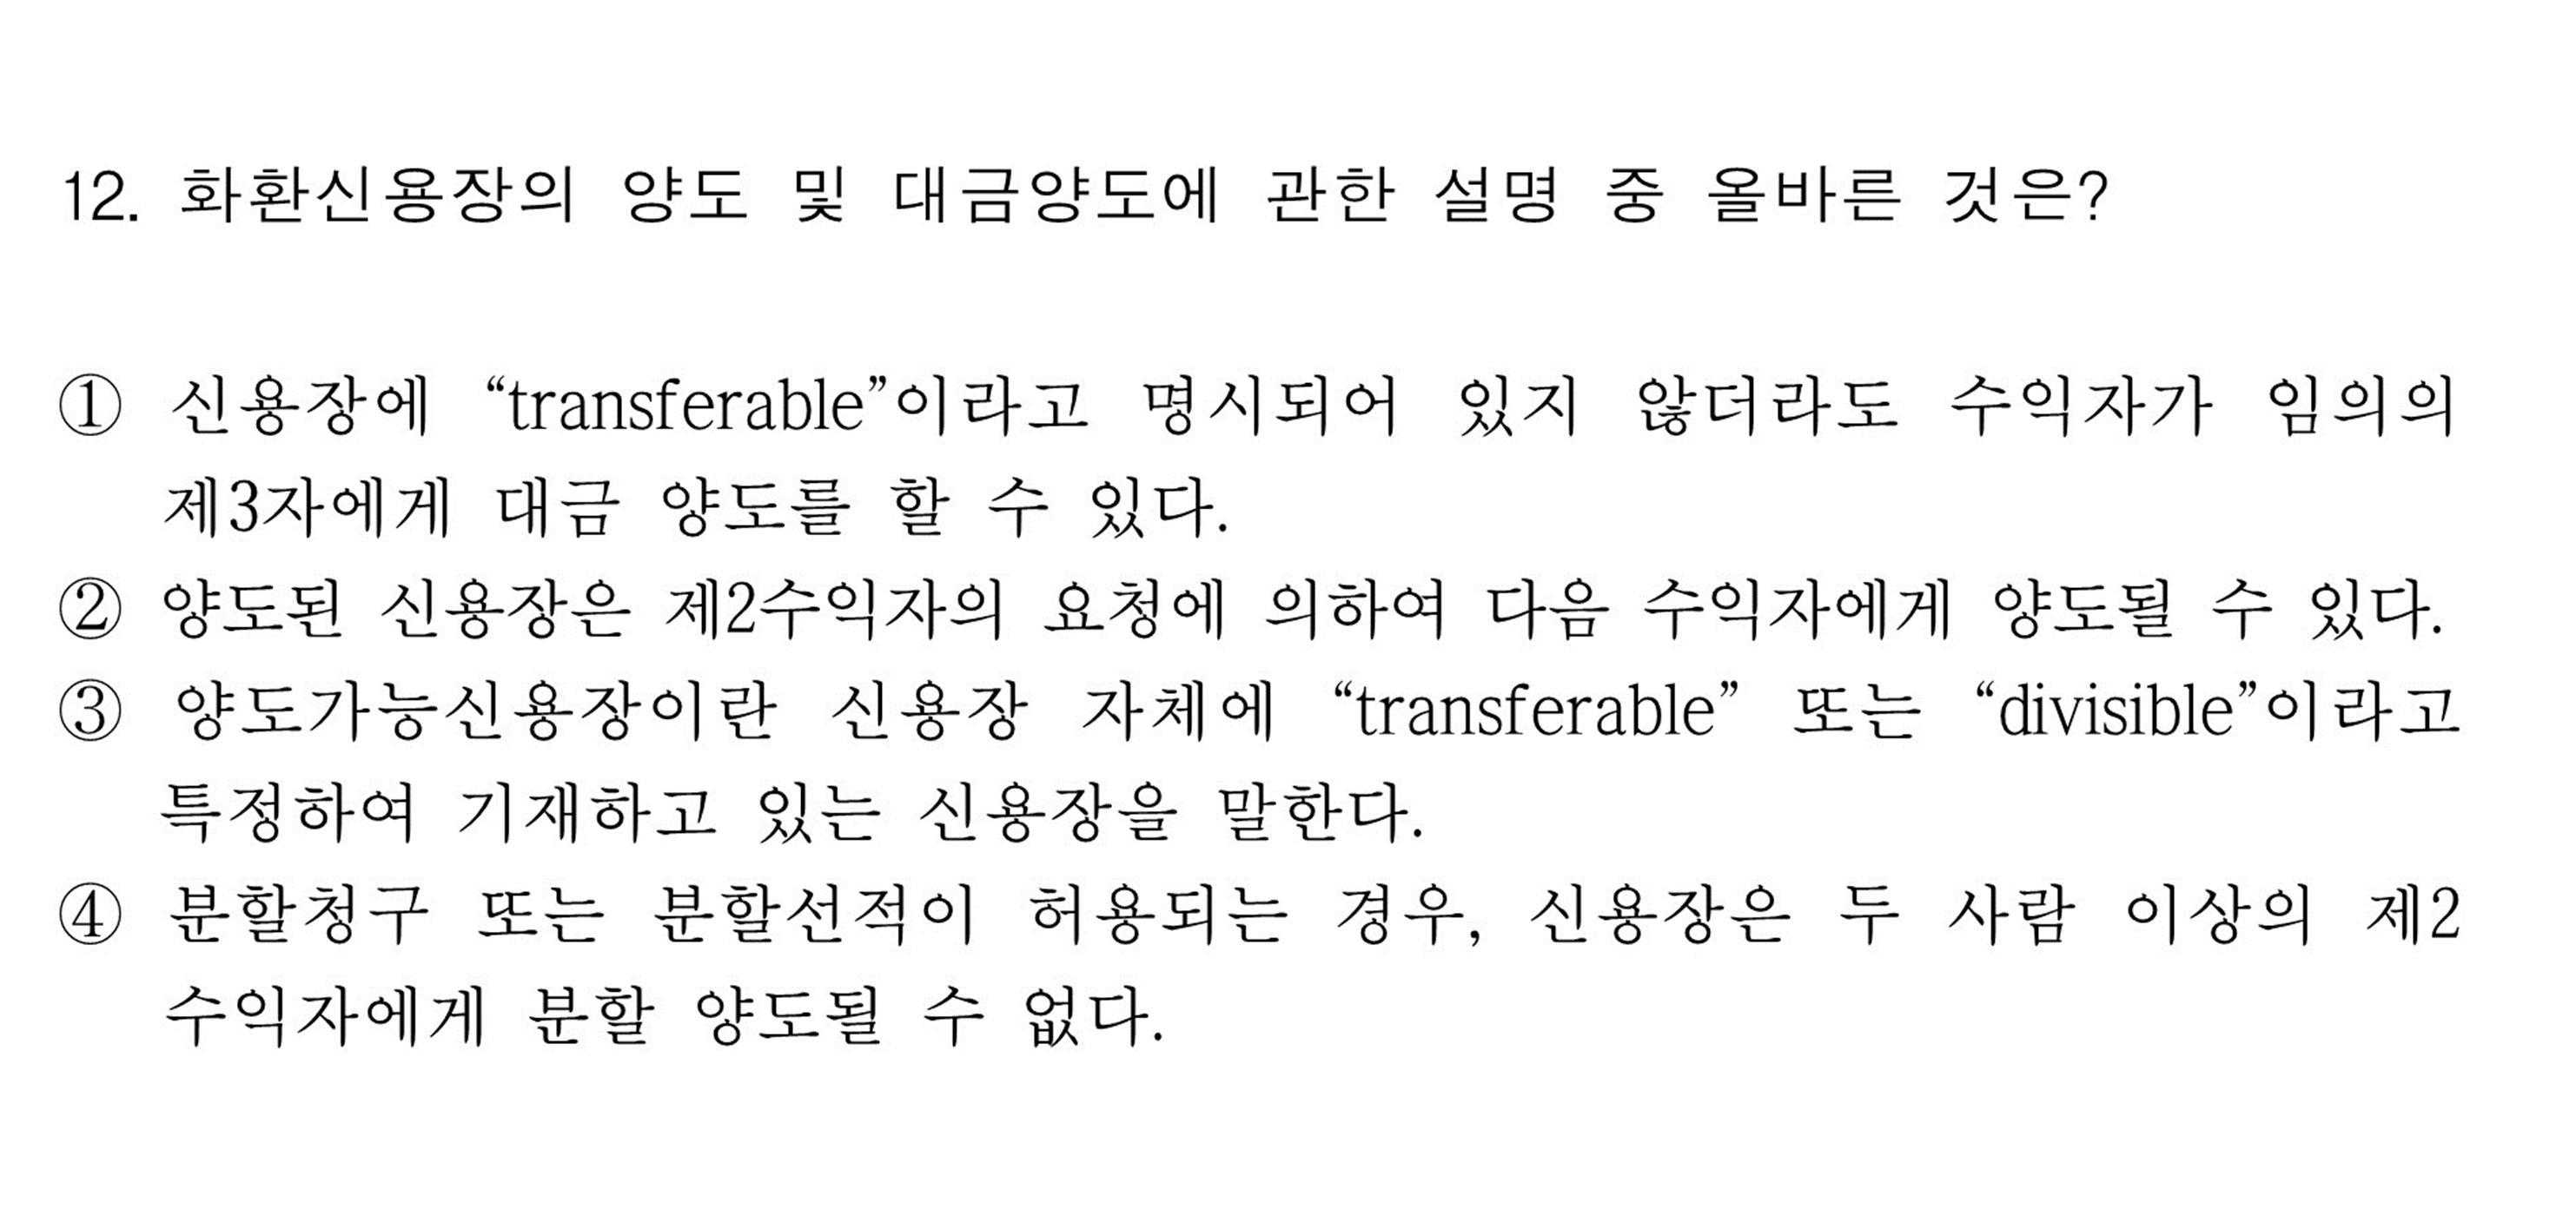 12. 화환신용장의 양도 및 대금양도에 관한 설명 중 올바른 것은?
① 신용장에 “transferable”이라고 명시되어 있지 않더라도 수익자가 임의의
제3자에게 대금 양도를 할 수 있다.
② 양도된 신용장은 제2수익자의 요청에 의하여 다음 수익자에게 양도될 수 있다.
③ 양도가능신용장이란 신용장 자체에 “transferable” 또는 “divisible”이라고
특정하여 기재하고 있는 신용장을 말한다.
④ 분할청구 또는 분할선적이 허용되는 경우, 신용장은 두 사람 이상의 제2
수익자에게 분할 양도될 수 없다.